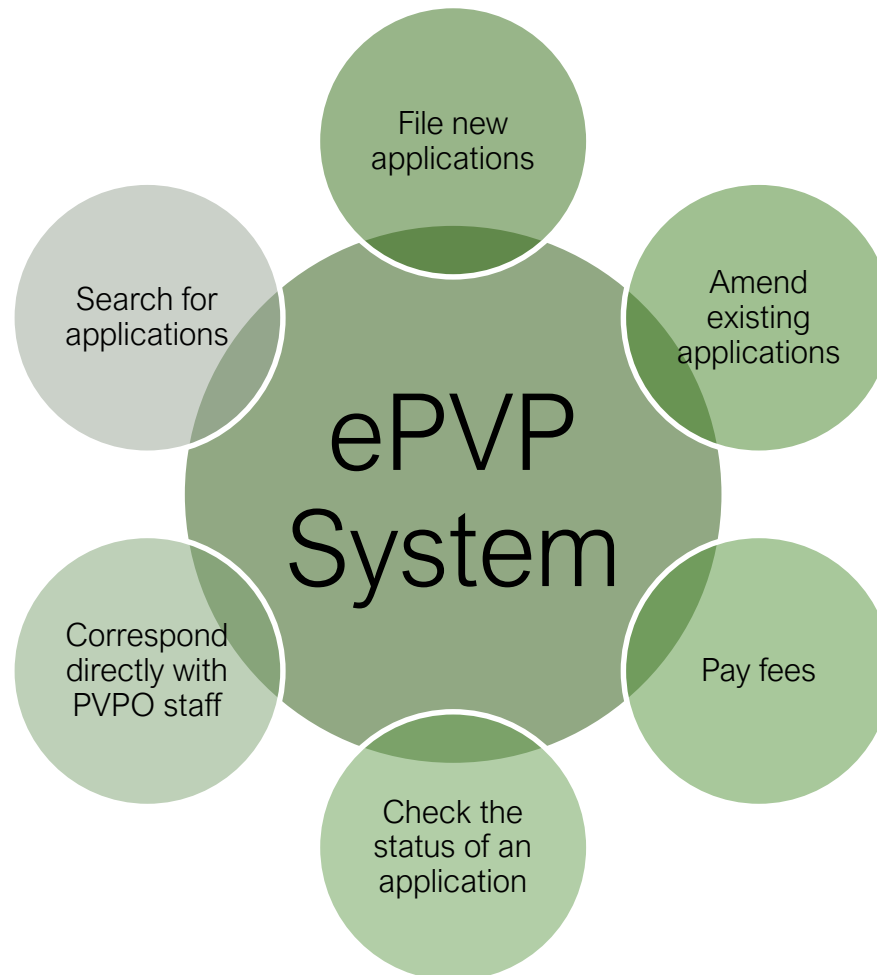 File new
applications
Search for
applications
Amend
existing
applications
ePVP
System
Correspond
directly with
PVPO staff
Pay fees
Check the
status of an
application